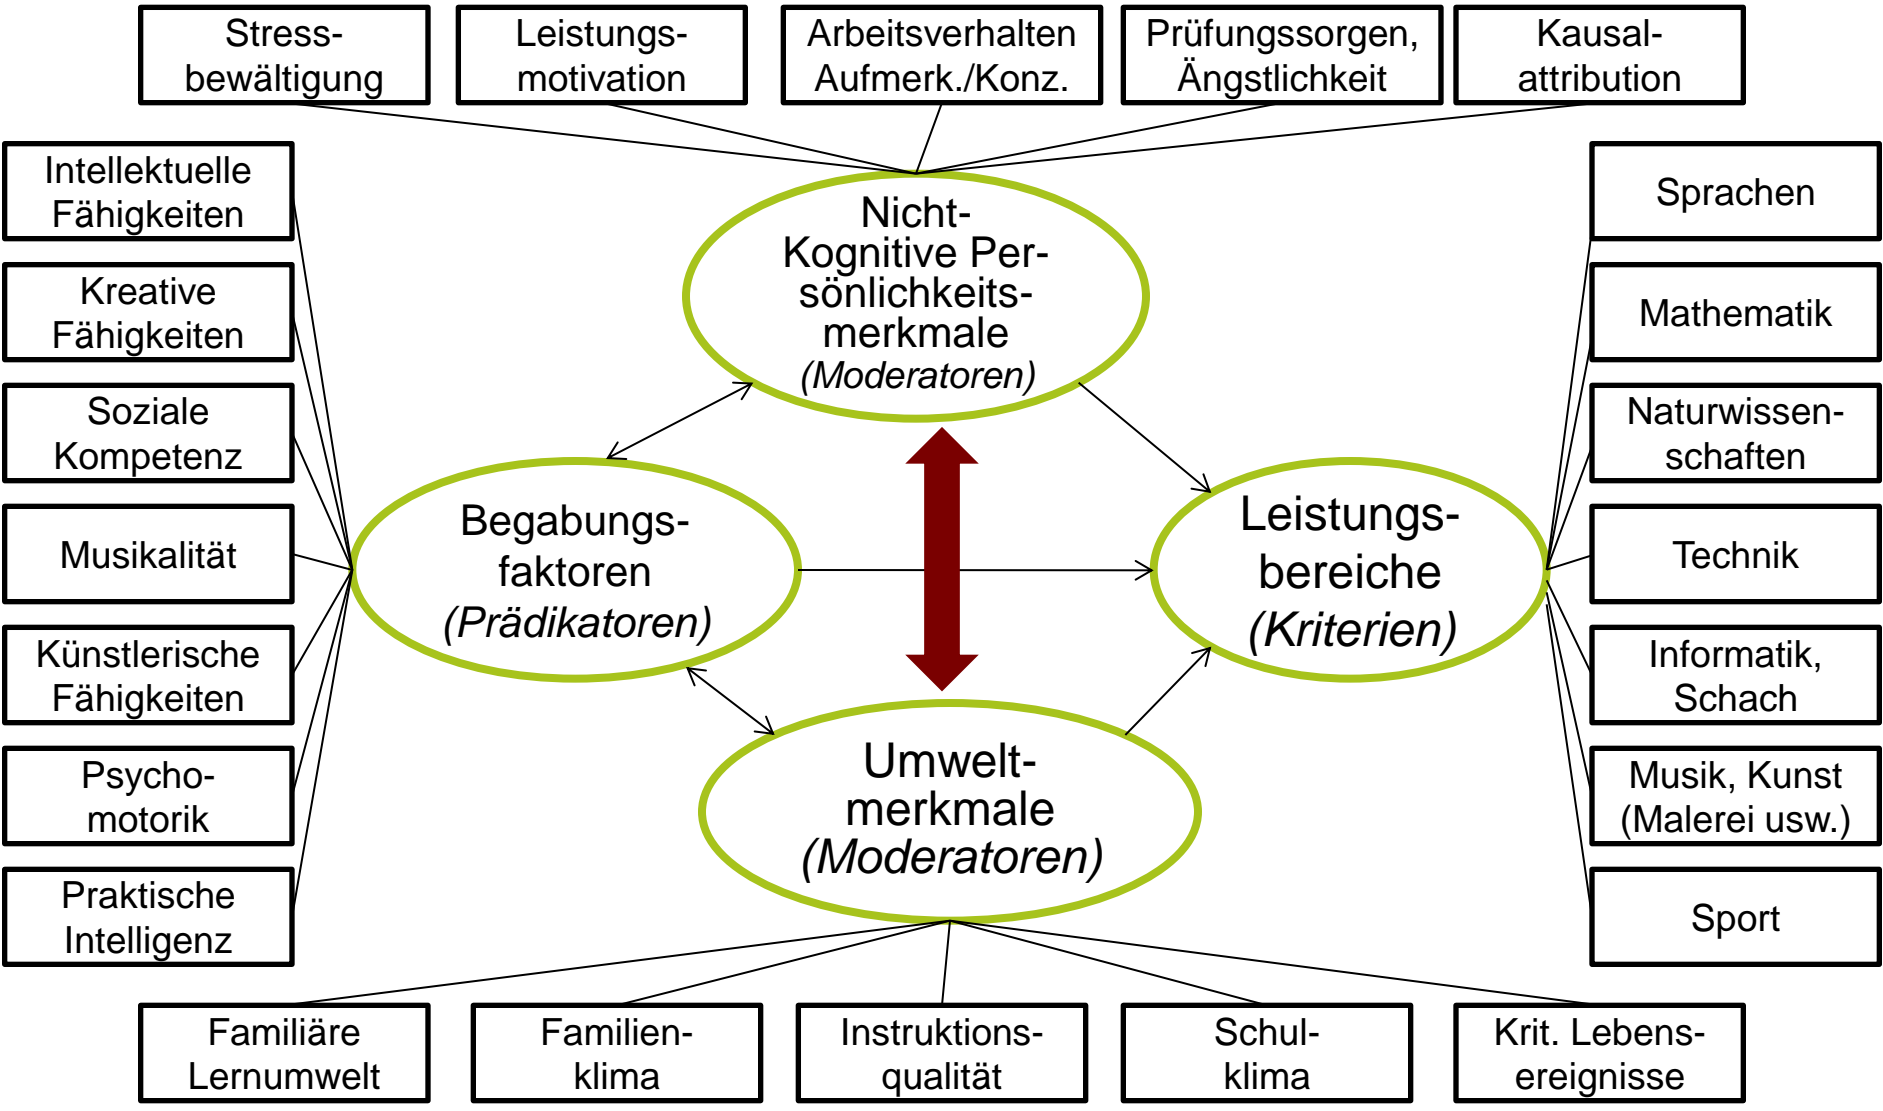 Stress-
bewältigung
Leistungs-
motivation
Arbeitsverhalten
Aufmerk./Konz.
Prüfungssorgen,
Ängstlichkeit
Kausal-
attribution
Intellektuelle
Fähigkeiten
Kreative
Fähigkeiten
Soziale
Kompetenz
Musikalität
Künstlerische
Fähigkeiten
Psycho-
motorik
Praktische
Intelligenz
Nicht-
Kognitive Per-
sönlichkeits-
merkmale
(Moderatoren)
Begabungs-
faktoren
(Prädikatoren)
Leistungs-
bereiche
(Kriterien)
Umwelt-
merkmale
(Moderatoren)
Sprachen
Mathematik
Naturwissen-
schaften
Technik
Informatik,
Schach
Musik, Kunst
(Malerei usw.)
Sport
Familiäre
Lernumwelt
Familien-
klima
Instruktions-
qualität
Schul-
klima
Krit. Lebens-
ereignisse